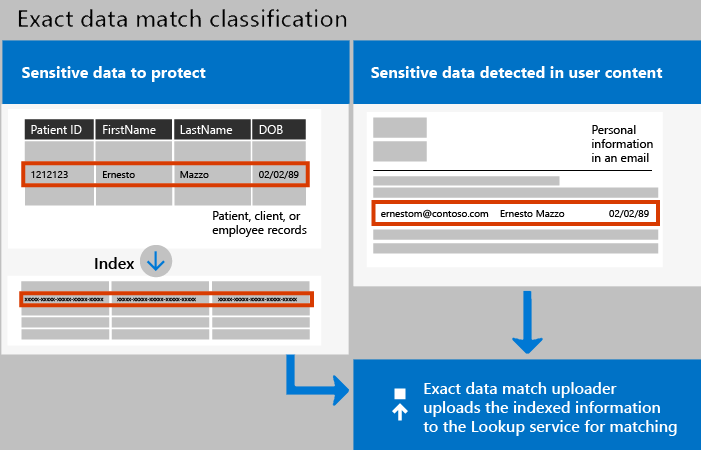 Exact data match classification
Sensitive data to protect
Patient ID FirstName LastName DOB
1212123 Ernesto Mazzo 02/02/89
Patient, client, or
employee records
Index
xxxxx-xxxxx-xxxxx-xxxxx-xxxxx xxxxx-xxxxx-xxxxx-xxxxx-xxxxx xxxxx-xxxxx-xxxxx-xxxxx-xxxxx
Sensitive data detected in user content
Personal
information
in an email
ernestom@contoso.com Ernesto Mazzo 02/02/89
Exact data match uploader
uploads the indexed information
to the Lookup service for matching